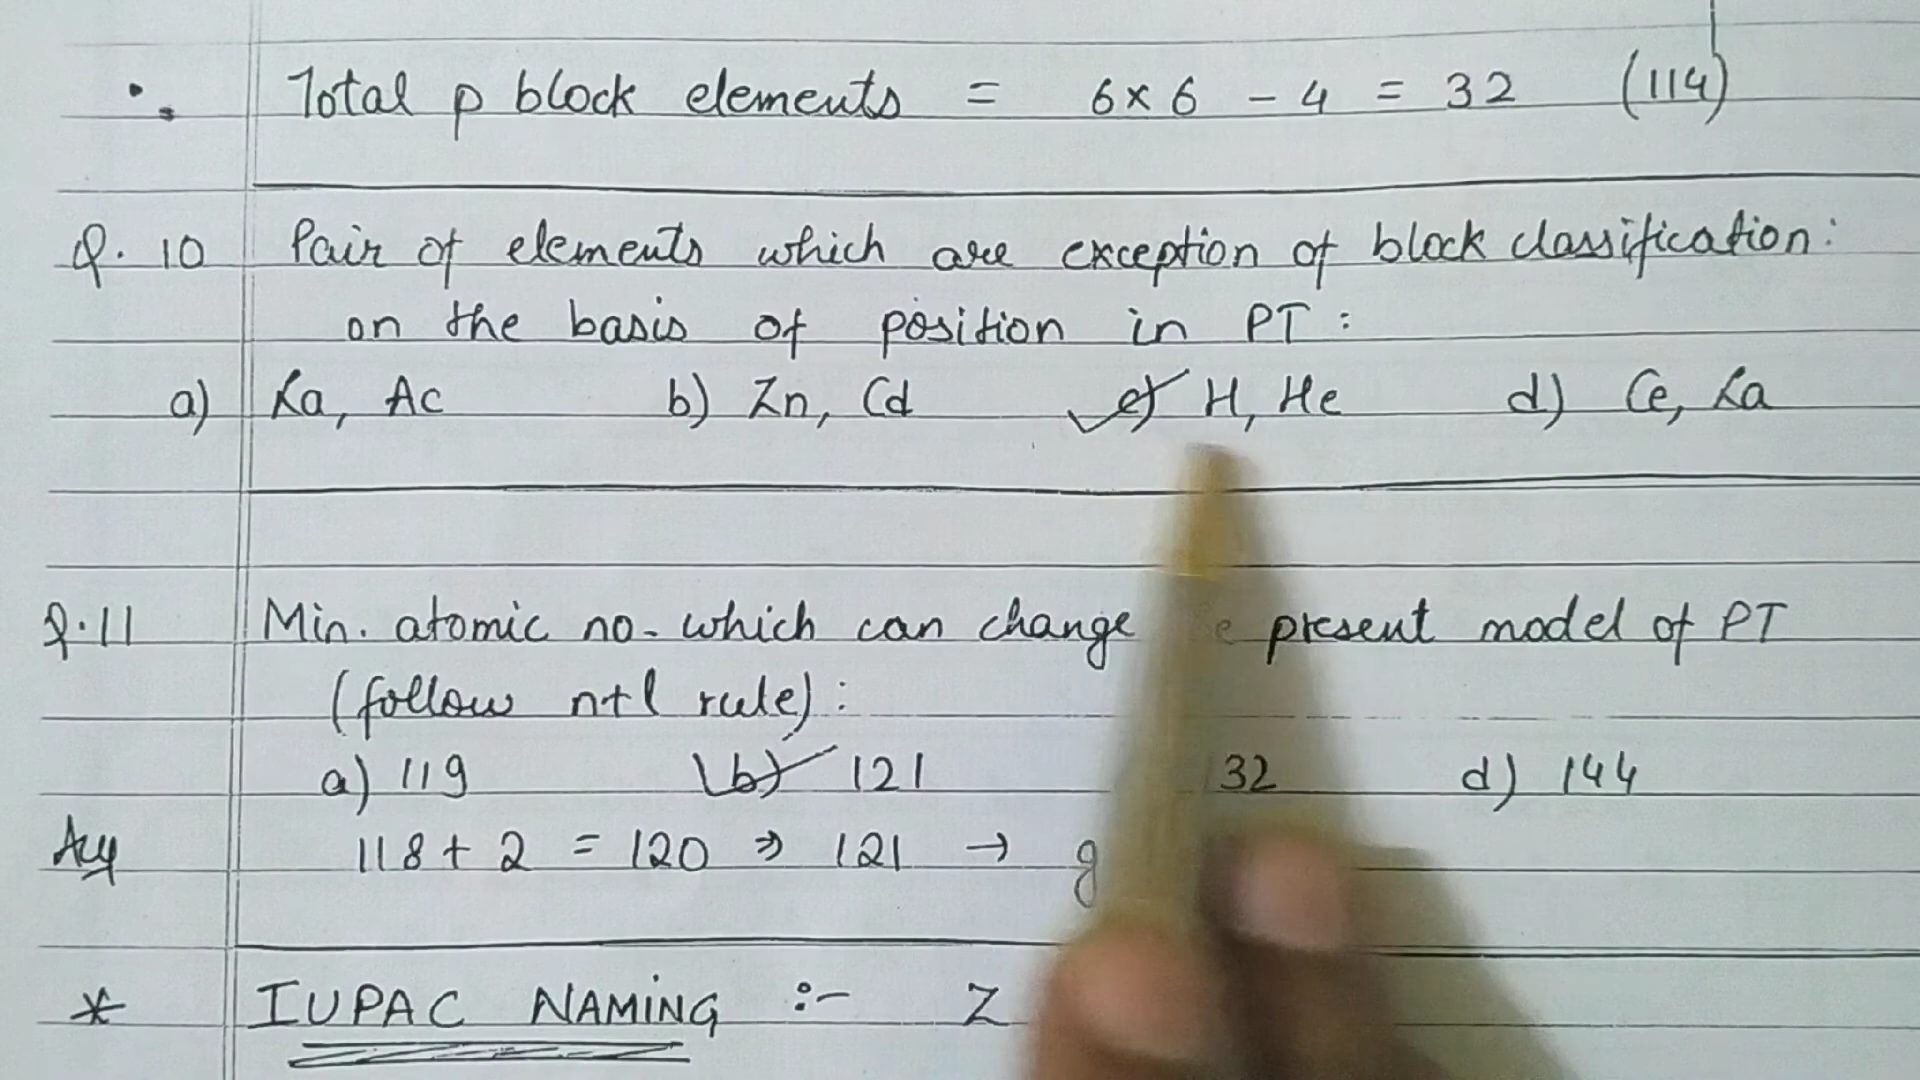 ∴ Total p block elements = 6×6 - 4 = 32 (114)
Q. 10 Pair of elements which are exception of block classification:
on the basis of position in PT :
a) La, Ac b) Zn, Cd c) H, He d) Ce, La
Q. 11 Min. atomic no. which can change present model of PT
(follow n+l rule) :
a) 119 b) 121 32 d) 144
118 + 2 = 120 ⇒ 121 → g
* IUPAC NAMING :- Z